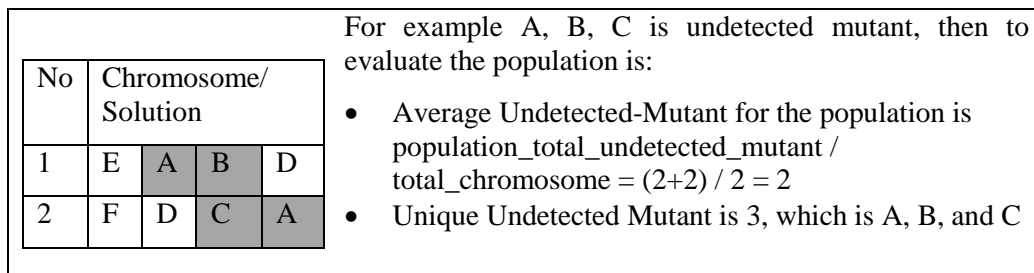 No Chromosome/
Solution
1 E A B D
2 F D C A
For example A, B, C is undetected mutant, then to
evaluate the population is:
• Average Undetected-Mutant for the population is
population_total_undetected_mutant /
total_chromosome = (2+2) / 2 = 2
• Unique Undetected Mutant is 3, which is A, B, and C